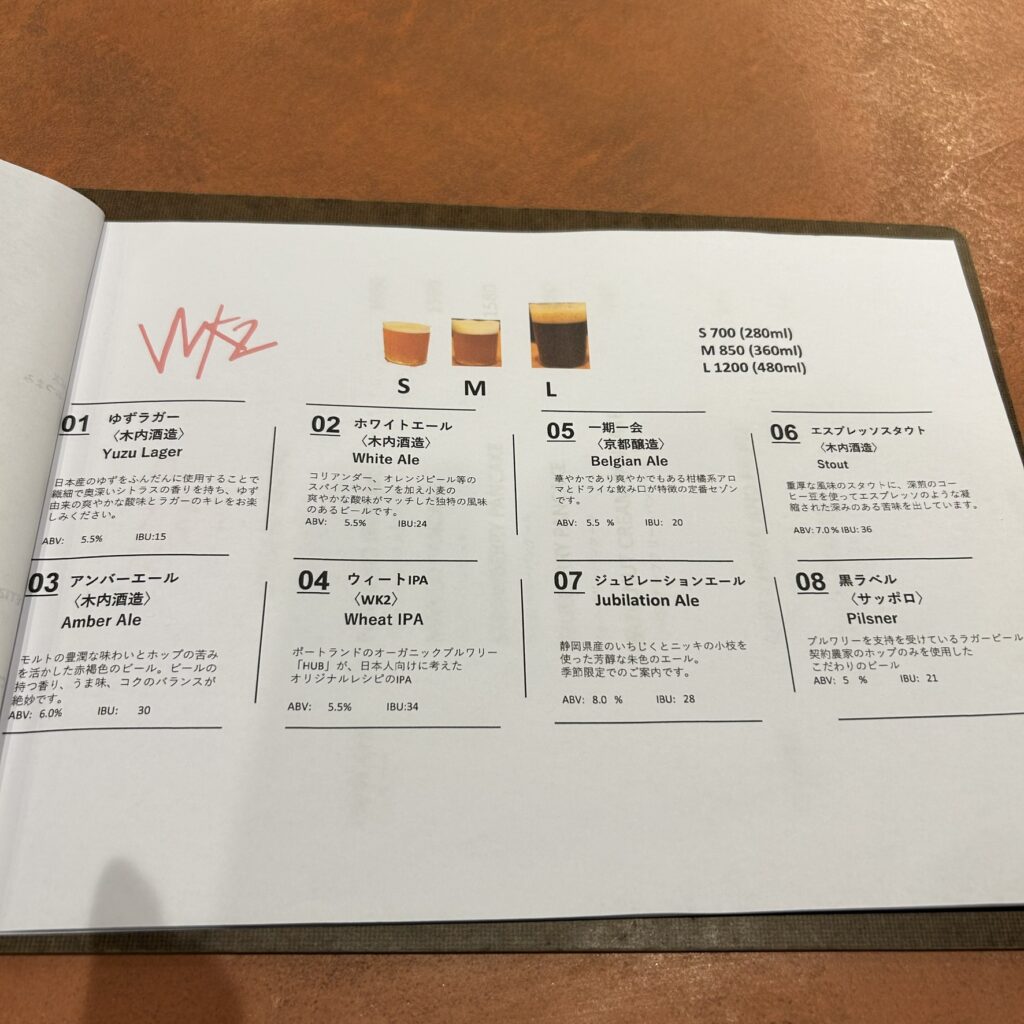 WK2
S
M
L
S 700 (280ml)
M 850 (360ml)
L 1200 (480ml)
01 ゆずラガー
〈木内酒造〉
Yuzu Lager
日本産のゆずをふんだんに使用することで
繊細で奥深いシトラスの香りを持ち、ゆず
由来の爽やかな酸味とラガーのキレをお楽
しみください。
ABV: 5.5% IBU:15
02 ホワイトエール
〈木内酒造〉
White Ale
コリアンダー、オレンジピール等の
スパイスやハーブを加え小麦の
爽やかな酸味がマッチした独特の風味
のあるビールです。
ABV: 5.5% IBU:24
05 一期一会
〈京都醸造〉
Belgian Ale
華やかであり爽やかでもある柑橘系アロ
マとドライな飲み口が特徴の定番セゾン
です。
ABV: 5.5 % IBU: 20
06 エスプレッソスタウト
〈木内酒造〉
Stout
重厚な風味のスタウトに、深煎のコー
ヒー豆を使ってエスプレッソのような凝
縮された深みのある苦味を出しています。
ABV: 7.0 % IBU: 36
03 アンバーエール
〈木内酒造〉
Amber Ale
モルトの豊潤な味わいとホップの苦み
を活かした赤褐色のビール。ビールの
持つ香り、うま味、コクのバランスが
絶妙です。
ABV: 6.0% IBU: 30
04 ウィートIPA
〈WK2〉
Wheat IPA
ポートランドのオーガニックブルワリー
「HUB」が、日本人向けに考えた
オリジナルレシピのIPA
ABV: 5.5% IBU:34
07 ジュビレーションエール
Jubilation Ale
静岡県産のいちじくとニッキの小枝を
使った芳醇な朱色のエール。
季節限定でのご案内です。
ABV: 8.0 % IBU: 28
08 黒ラベル
〈サッポロ〉
Pilsner
ブルワリーを支持を受けているラガービール
契約農家のホップのみを使用した
こだわりのビール
ABV: 5 % IBU: 21